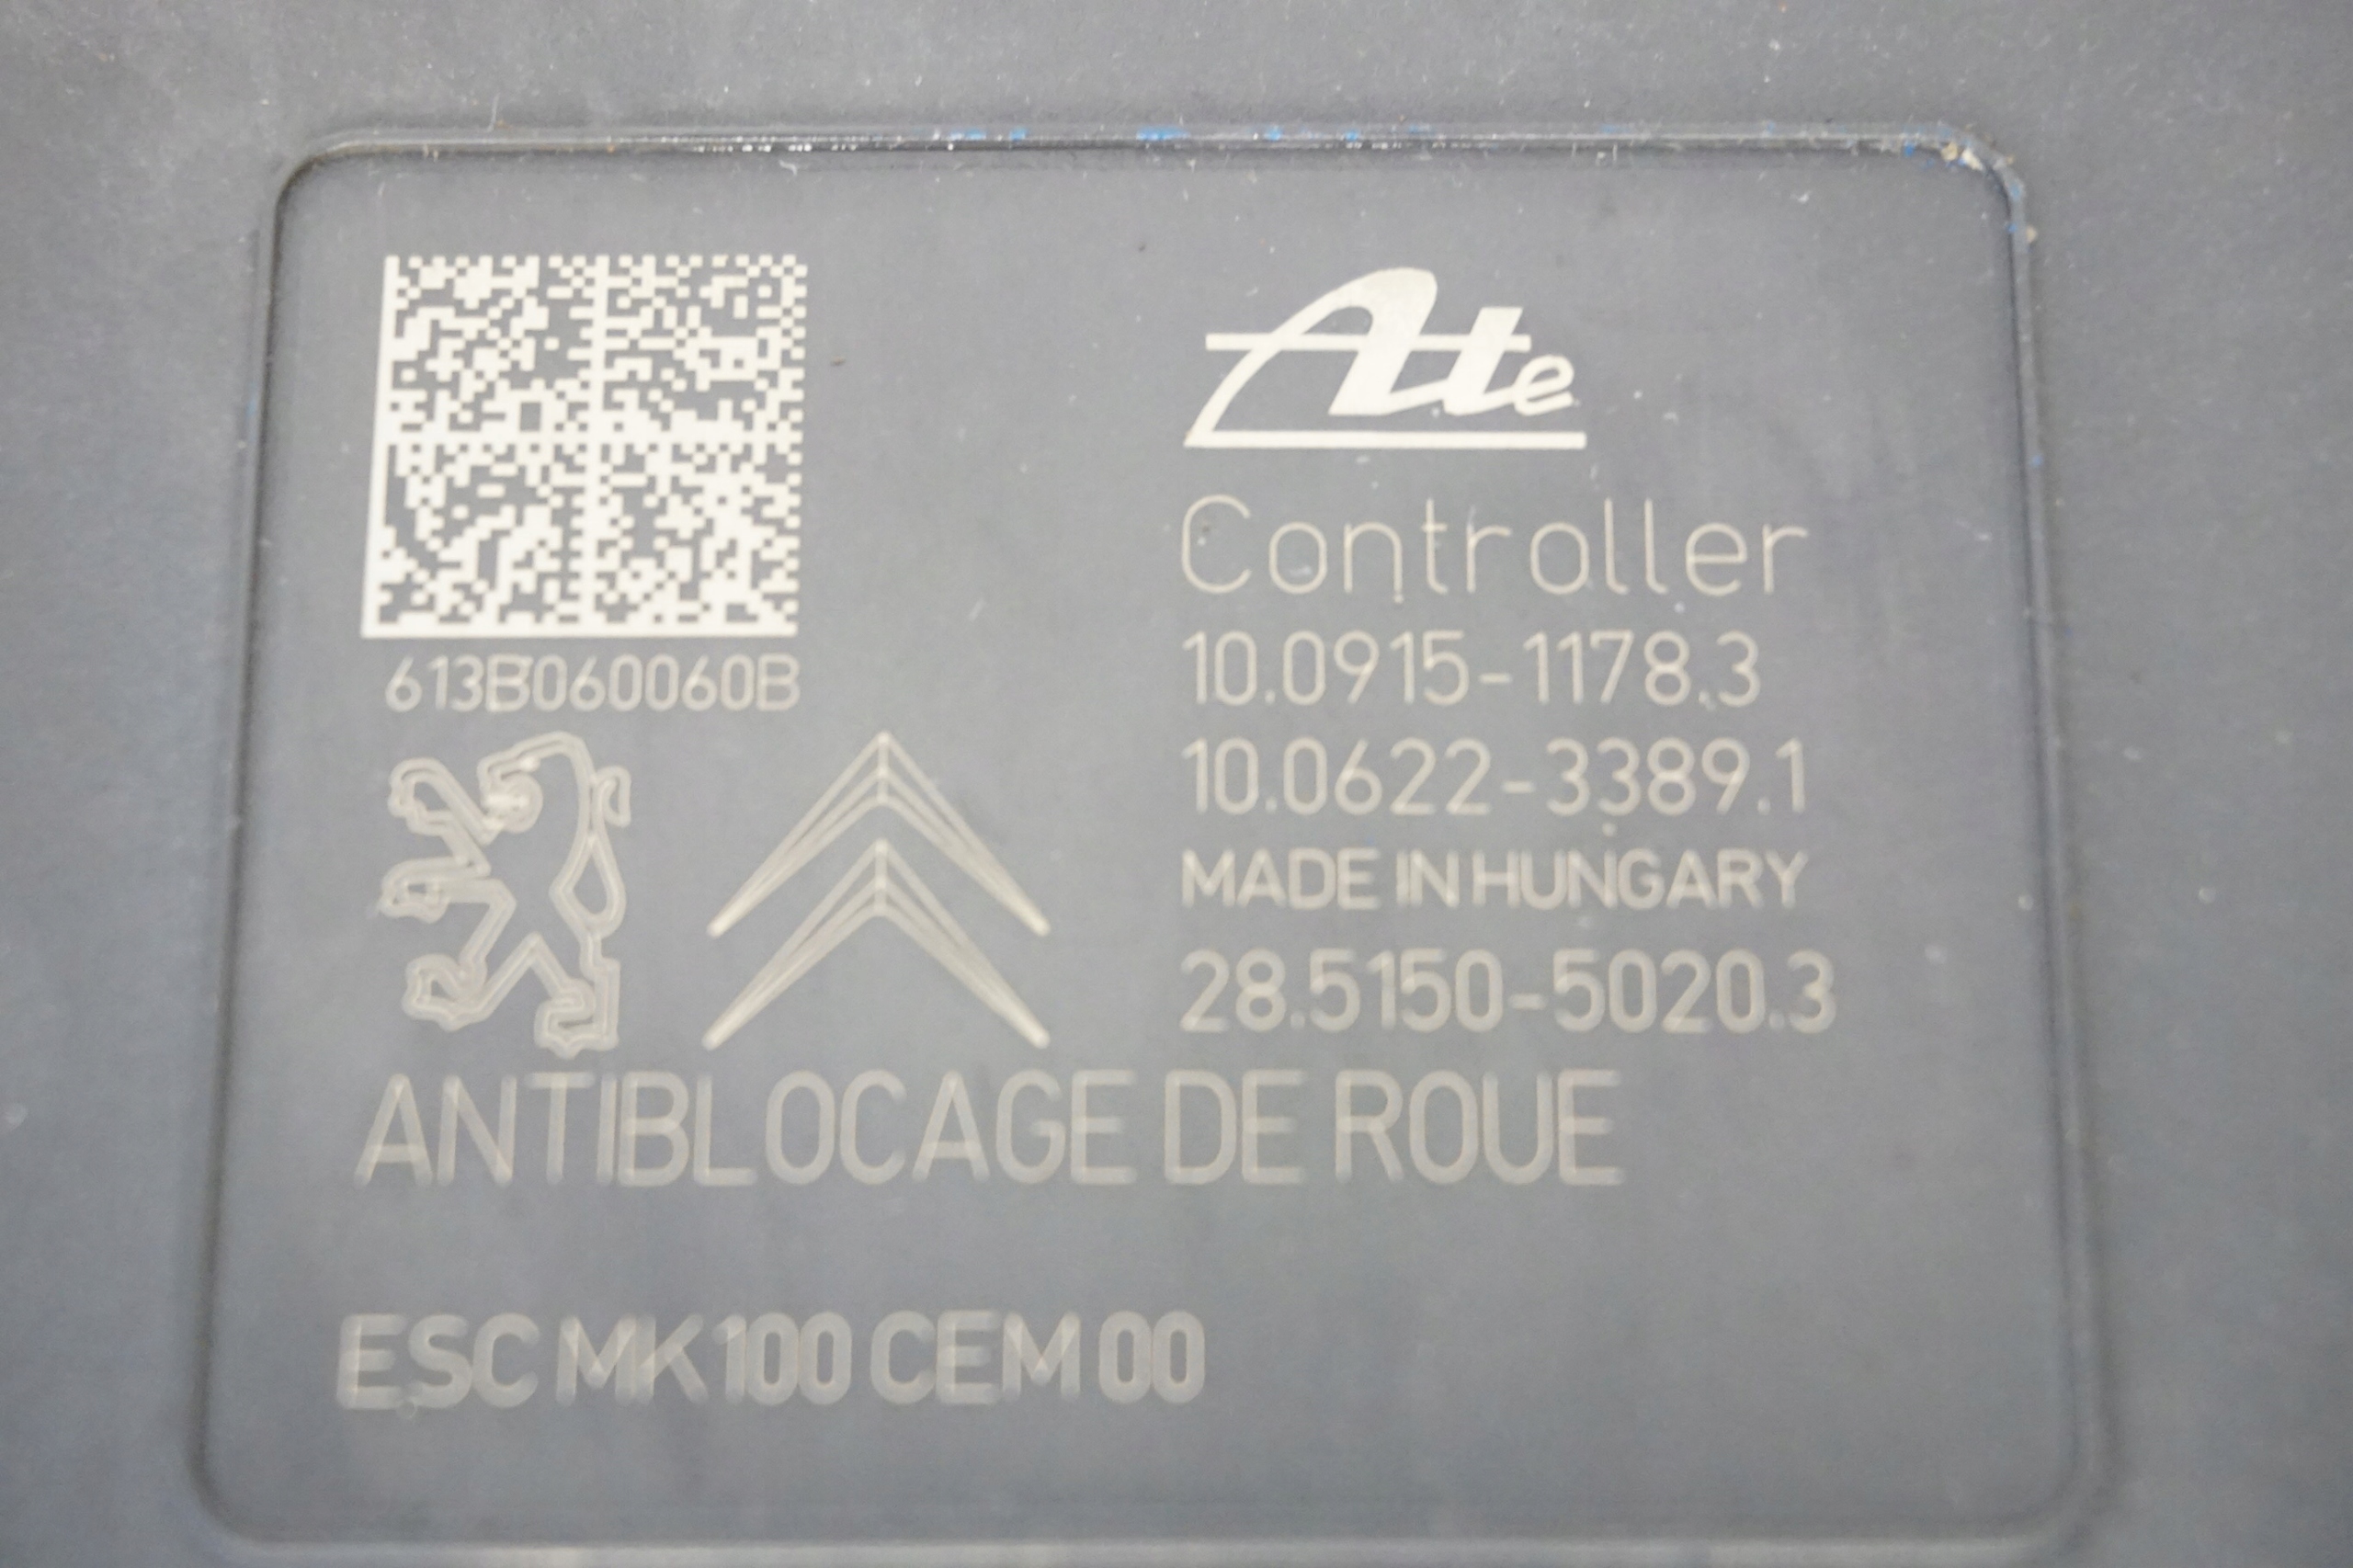 613B060060B
Ate
Controller
10.0915-1178.3
10.0622-3389.1
MADE IN HUNGARY
28.5150-5020.3
ANTIBLOCAGE DE ROUE
ESC MK100 CEM 00